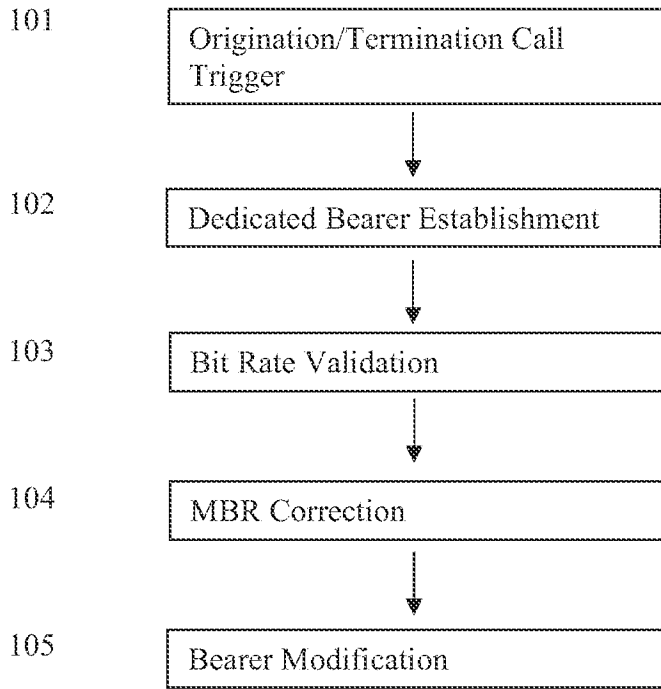 101
Origination/Termination Call
Trigger
102
Dedicated Bearer Establishment
103
Bit Rate Validation
104
MBR Correction
105
Bearer Modification